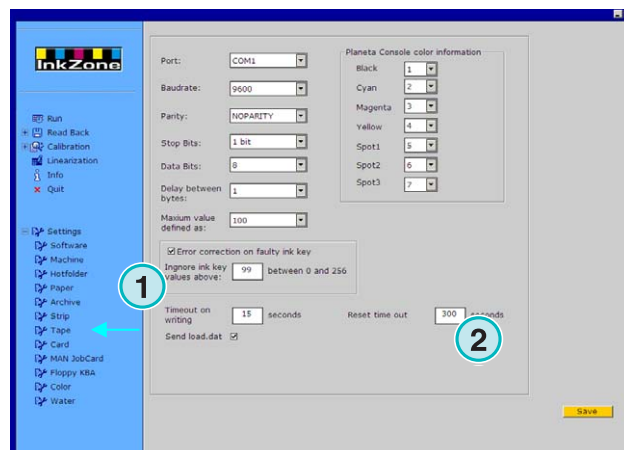 InkZone
Run
Read Back
Calibration
Linearization
Info
Quit
Settings
Software
Machine
Hotfolder
Paper
Archive
Strip
Tape
Card
MAN JobCard
Floppy KBA
Color
Water
1
Port: COM1
Baudrate: 9600
Parity: NOPARITY
Stop Bits: 1 bit
Data Bits: 8
Delay between bytes: 1
Maxium value defined as: 100
Planeta Console color information
Black 1
Cyan 2
Magenta 3
Yellow 4
Spot1 5
Spot2 6
Spot3 7
Error correction on faulty ink key
Ingnore ink key values above: 99 between 0 and 256
Timeout on writing 15 seconds
Reset time out 300 seconds
Send load.dat
2
Save